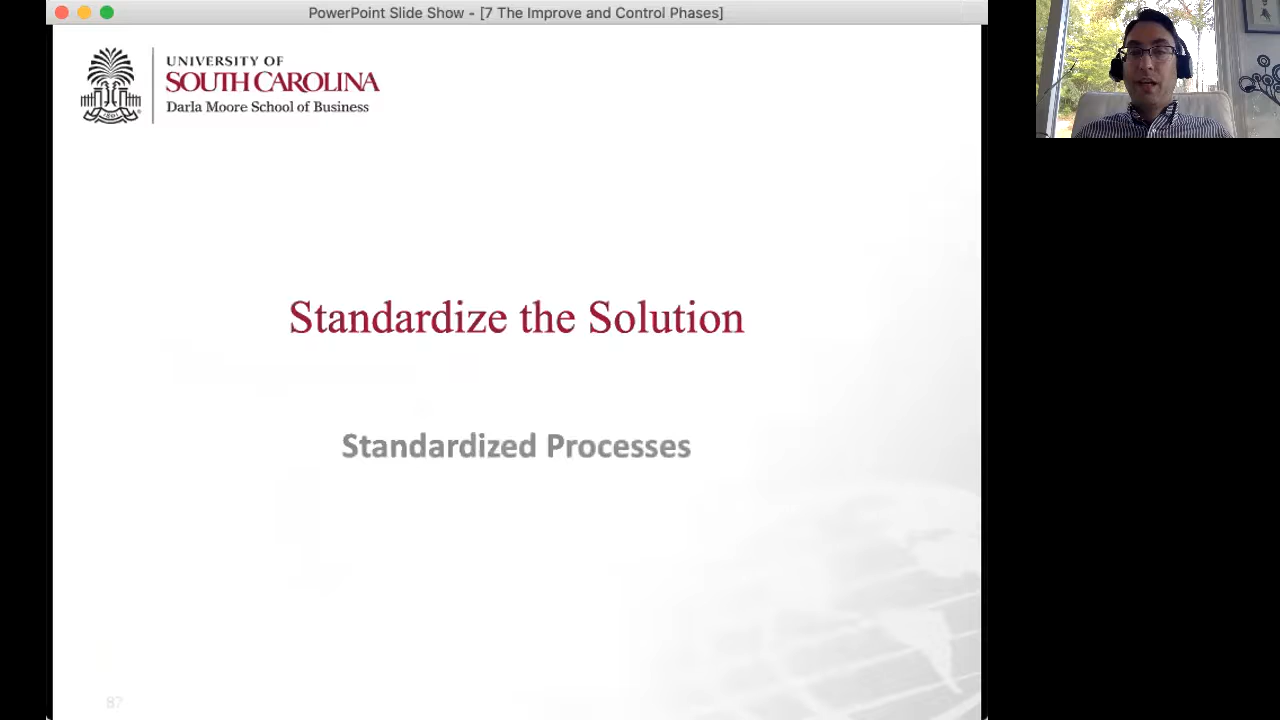 PowerPoint Slide Show - [7 The Improve and Control Phases]
UNIVERSITY OF
SOUTH CAROLINA
Darla Moore School of Business
Standardize the Solution
Standardized Processes
87